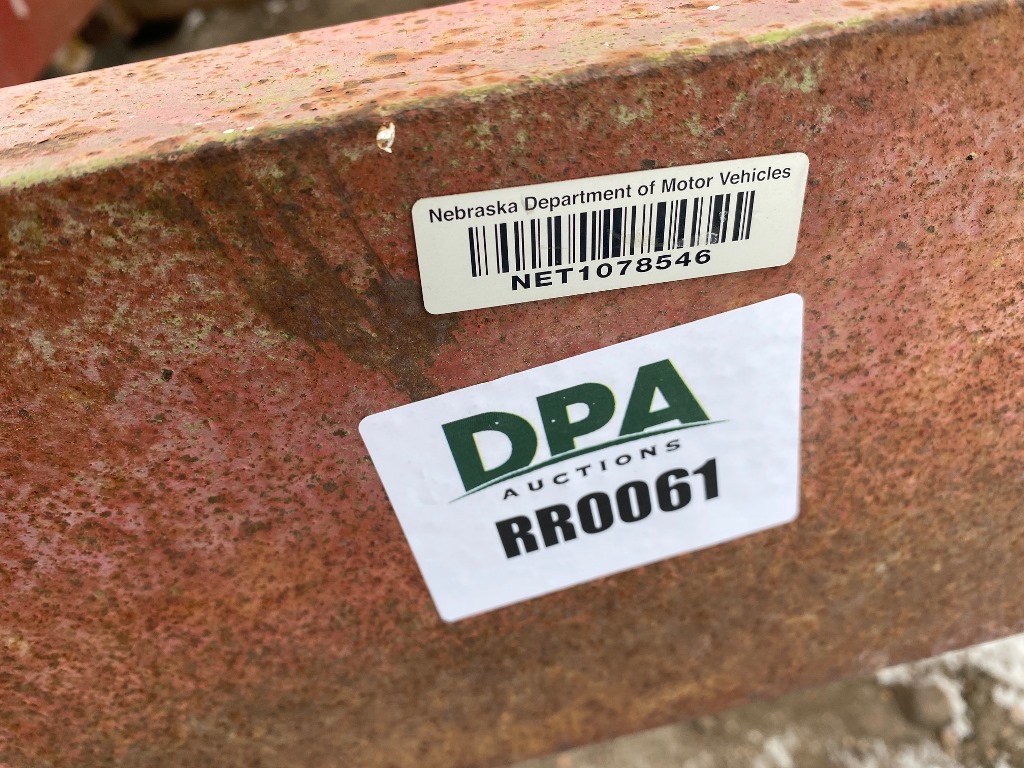 Nebraska Department of Motor Vehicles
NET1078546
DPA
AUCTIONS
RR0061